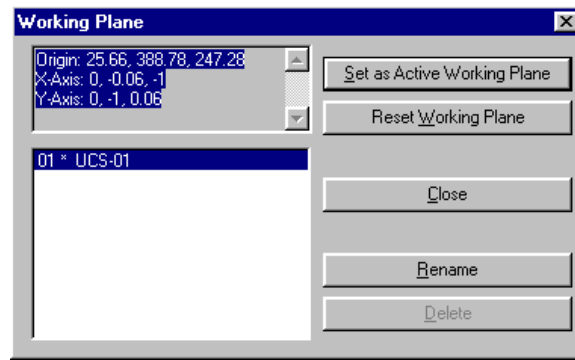 Working Plane
Origin: 25.66, 388.78, 247.28
X-Axis: 0, -0.06, -1
Y-Axis: 0, -1, 0.06
Set as Active Working Plane
Reset Working Plane
01 * UCS-01
Close
Rename
Delete